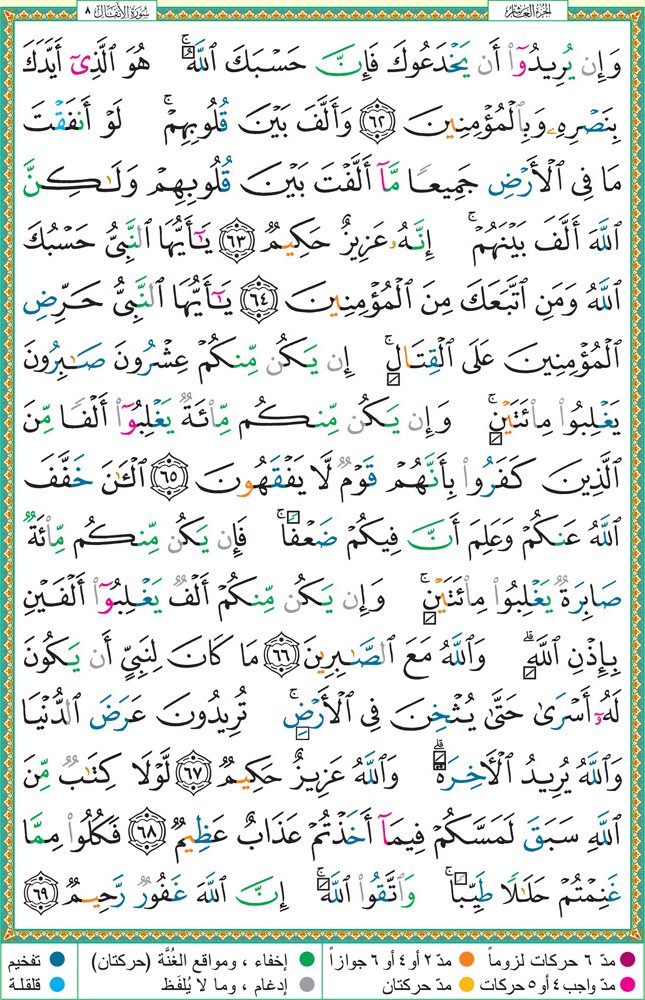 الجزء العاشر
سورة الأنفال ٨
وَإِن يُرِيدُوٓا۟ أَن يَخْدَعُوكَ فَإِنَّ حَسْبَكَ ٱللَّهُ ۚ هُوَ ٱلَّذِىٓ أَيَّدَكَ
بِنَصْرِهِۦ وَبِٱلْمُؤْمِنِينَ ٦٢ وَأَلَّفَ بَيْنَ قُلُوبِهِمْ ۚ لَوْ أَنفَقْتَ
مَا فِى ٱلْأَرْضِ جَمِيعًا مَّآ أَلَّفْتَ بَيْنَ قُلُوبِهِمْ وَلَـٰكِنَّ
ٱللَّهَ أَلَّفَ بَيْنَهُمْ ۚ إِنَّهُۥ عَزِيزٌ حَكِيمٌ ٦٣ يَـٰٓأَيُّهَا ٱلنَّبِىُّ حَسْبُكَ
ٱللَّهُ وَمَنِ ٱتَّبَعَكَ مِنَ ٱلْمُؤْمِنِينَ ٦٤ يَـٰٓأَيُّهَا ٱلنَّبِىُّ حَرِّضِ
ٱلْمُؤْمِنِينَ عَلَى ٱلْقِتَالِ ۚ إِن يَكُن مِّنكُمْ عِشْرُونَ صَـٰبِرُونَ
يَغْلِبُوا۟ مِا۟ئَتَيْنِ ۚ وَإِن يَكُن مِّنكُم مِّا۟ئَةٌ يَغْلِبُوٓا۟ أَلْفًا مِّنَ
ٱلَّذِينَ كَفَرُوا۟ بِأَنَّهُمْ قَوْمٌ لَّا يَفْقَهُونَ ٦٥ ٱلْـَٔـٰنَ خَفَّفَ
ٱللَّهُ عَنكُمْ وَعَلِمَ أَنَّ فِيكُمْ ضَعْفًا ۚ فَإِن يَكُن مِّنكُم مِّا۟ئَةٌ
صَابِرَةٌ يَغْلِبُوا۟ مِا۟ئَتَيْنِ ۚ وَإِن يَكُن مِّنكُمْ أَلْفٌ يَغْلِبُوٓا۟ أَلْفَيْنِ
بِإِذْنِ ٱللَّهِ ۗ وَٱللَّهُ مَعَ ٱلصَّـٰبِرِينَ ٦٦ مَا كَانَ لِنَبِىٍّ أَن يَكُونَ
لَهُۥٓ أَسْرَىٰ حَتَّىٰ يُثْخِنَ فِى ٱلْأَرْضِ ۚ تُرِيدُونَ عَرَضَ ٱلدُّنْيَا
وَٱللَّهُ يُرِيدُ ٱلْـَٔاخِرَةَ ۗ وَٱللَّهُ عَزِيزٌ حَكِيمٌ ٦٧ لَّوْلَا كِتَـٰبٌ مِّنَ
ٱللَّهِ سَبَقَ لَمَسَّكُمْ فِيمَآ أَخَذْتُمْ عَذَابٌ عَظِيمٌ ٦٨ فَكُلُوا۟ مِمَّا
غَنِمْتُمْ حَلَـٰلًا طَيِّبًا ۚ وَٱتَّقُوا۟ ٱللَّهَ ۚ إِنَّ ٱللَّهَ غَفُورٌ رَّحِيمٌ ٦٩
مدّ ٦ حركات لزوماً
مدّ ٢ أو ٤ أو ٦ جوازاً
إخفاء ، ومواقع الغُنَّة (حركتان)
تفخيم
مدّ واجب ٤ أو ٥ حركات
مدّ حركتان
إدغام ، وما لا يُلفَظ
قلقلة